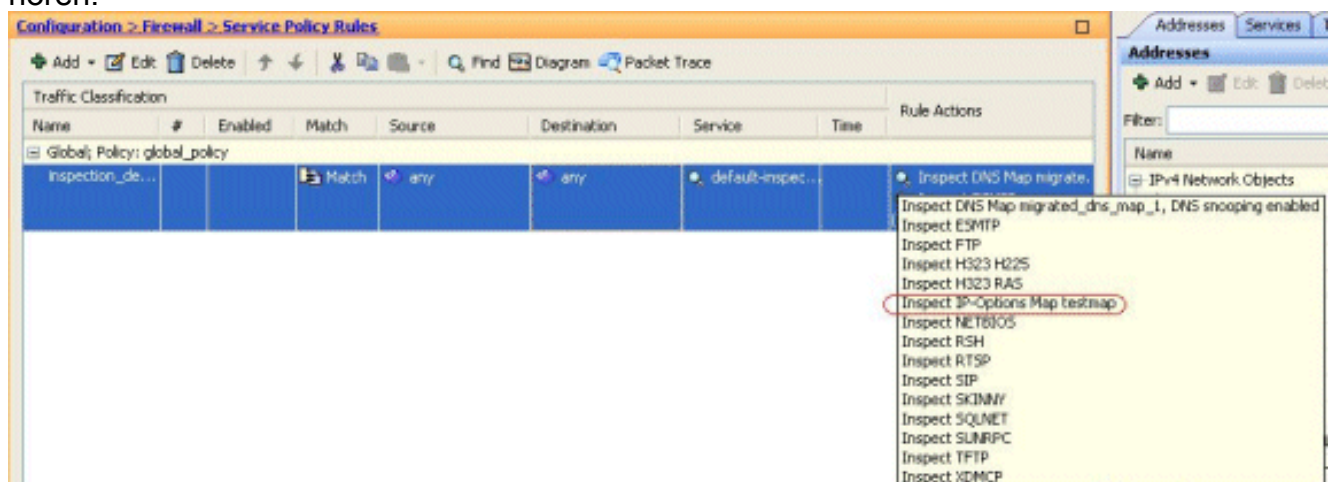 Configuration > Firewall > Service Policy Rules
Add Edit Delete Find Diagram Packet Trace
Traffic Classification
Rule Actions
Name # Enabled Match Source Destination Service Time
Global; Policy: global_policy
inspection_de... Match any any default-inspec... Inspect DNS Map migrate.
Inspect DNS Map migrated_dns_map_1, DNS snooping enabled
Inspect ESMTP
Inspect FTP
Inspect H323 H225
Inspect H323 RAS
Inspect IP-Options Map testmap
Inspect NETBIOS
Inspect RSH
Inspect RTSP
Inspect SIP
Inspect SKINNY
Inspect SQLNET
Inspect SUNRPC
Inspect TFTP
Inspect XDMCP
Addresses Services
Addresses
Add Edit Delet
Filter:
Name
IPv4 Network Objects